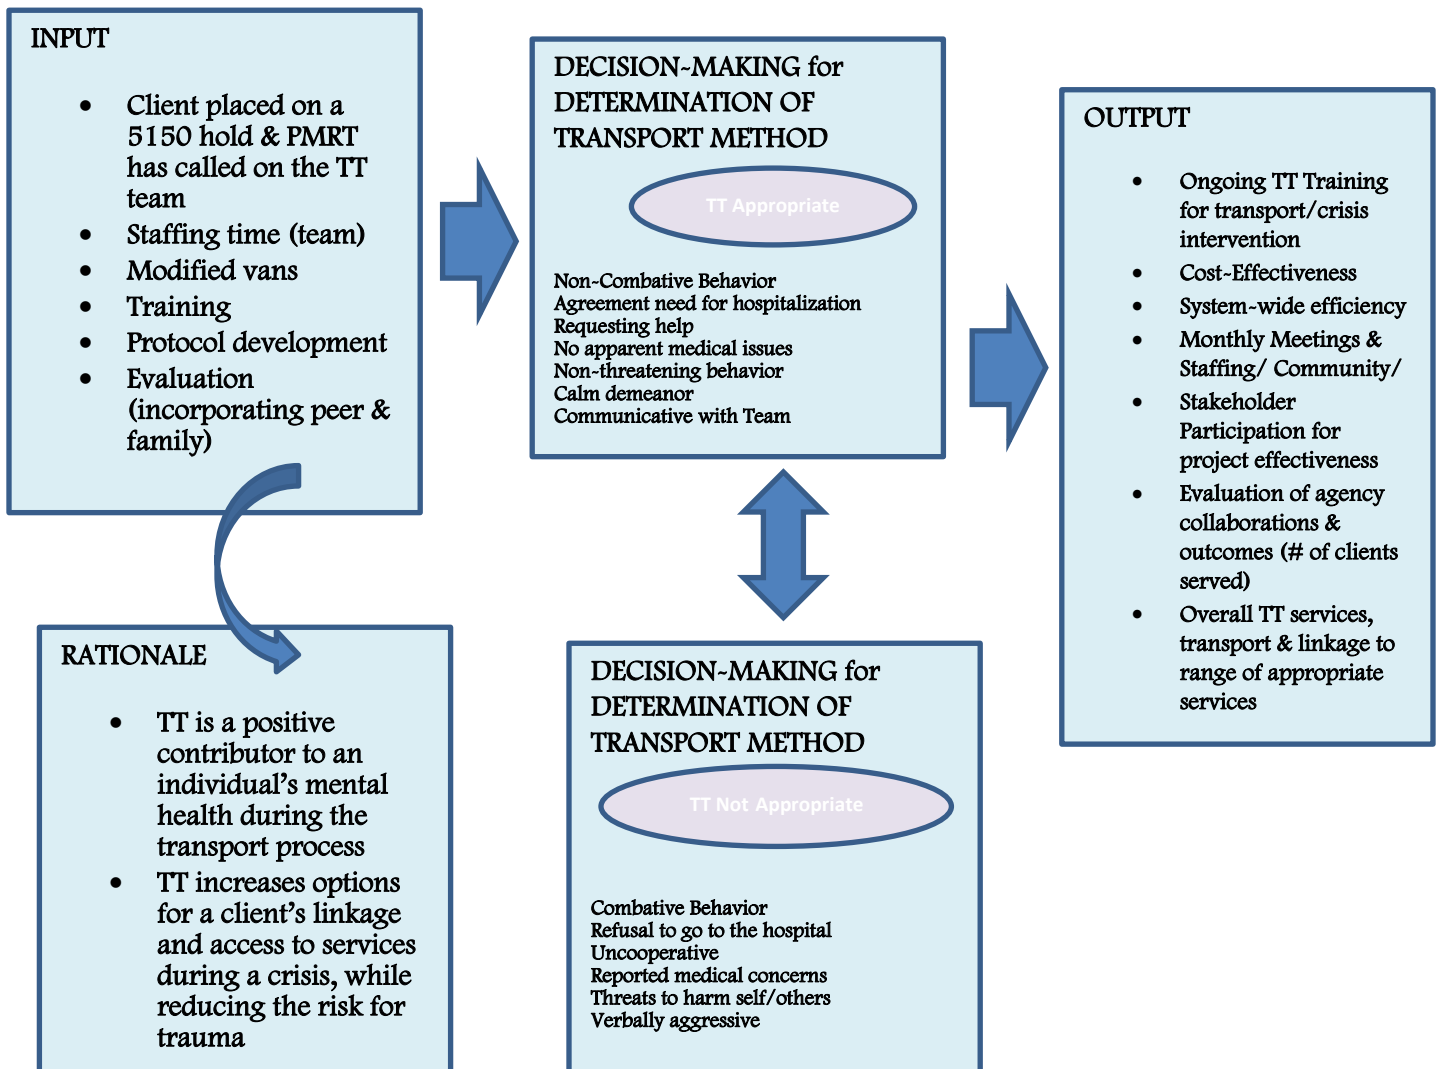 INPUT
• Client placed on a
5150 hold & PMRT
has called on the TT
team
• Staffing time (team)
• Modified vans
• Training
• Protocol development
• Evaluation
(incorporating peer &
family)
RATIONALE
• TT is a positive
contributor to an
individual's mental
health during the
transport process
• TT increases options
for a client's linkage
and access to services
during a crisis, while
reducing the risk for
trauma
DECISION-MAKING for
DETERMINATION OF
TRANSPORT METHOD
TT Appropriate
Non-Combative Behavior
Agreement need for hospitalization
Requesting help
No apparent medical issues
Non-threatening behavior
Calm demeanor
Communicative with Team
DECISION-MAKING for
DETERMINATION OF
TRANSPORT METHOD
TT Not Appropriate
Combative Behavior
Refusal to go to the hospital
Uncooperative
Reported medical concerns
Threats to harm self/others
Verbally aggressive
OUTPUT
• Ongoing TT Training
for transport/crisis
intervention
• Cost-Effectiveness
• System-wide efficiency
• Monthly Meetings &
Staffing/ Community/
• Stakeholder
Participation for
project effectiveness
• Evaluation of agency
collaborations &
outcomes (# of clients
served)
• Overall TT services,
transport & linkage to
range of appropriate
services